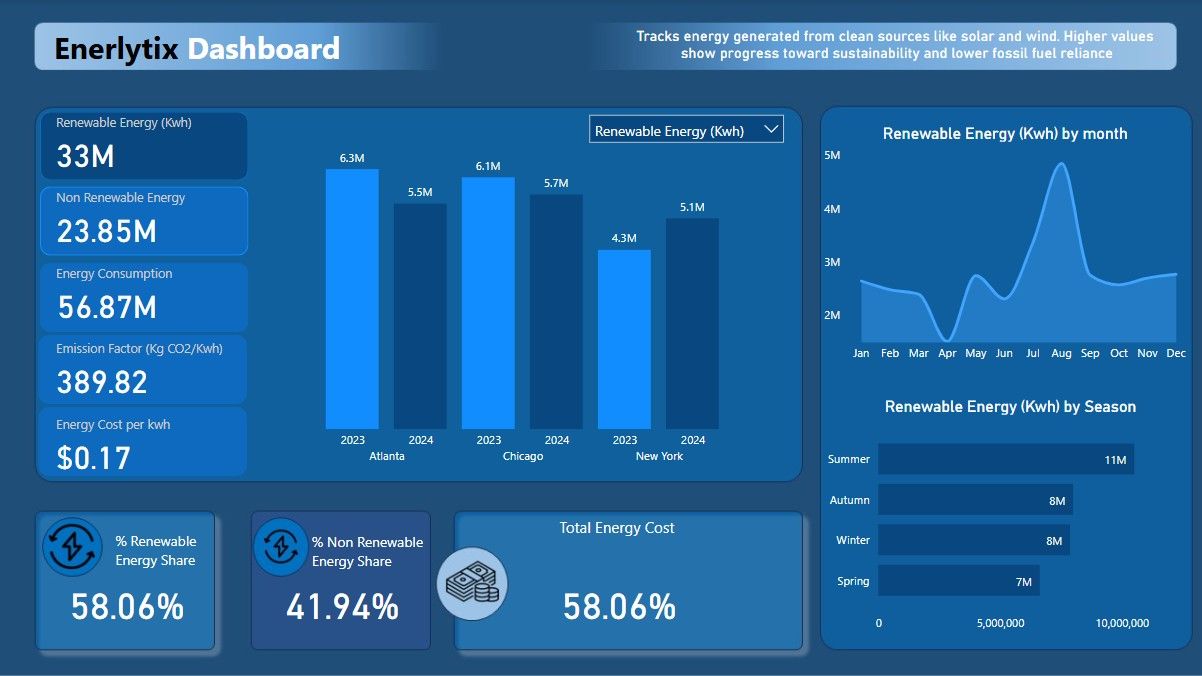 Enerlytix Dashboard
Tracks energy generated from clean sources like solar and wind. Higher values
show progress toward sustainability and lower fossil fuel reliance
Renewable Energy (Kwh)
33M
Non Renewable Energy
23.85M
Energy Consumption
56.87M
Emission Factor (Kg CO2/Kwh)
389.82
Energy Cost per kwh
$0.17
Renewable Energy (Kwh)
6.3M
5.5M
6.1M
5.7M
4.3M
5.1M
2023 2024 2023 2024 2023 2024
Atlanta Chicago New York
Renewable Energy (Kwh) by month
5M
4M
3M
2M
Jan Feb Mar Apr May Jun Jul Aug Sep Oct Nov Dec
Renewable Energy (Kwh) by Season
Summer 11M
Autumn 8M
Winter 8M
Spring 7M
0 5,000,000 10,000,000
% Renewable
Energy Share
58.06%
% Non Renewable
Energy Share
41.94%
Total Energy Cost
58.06%